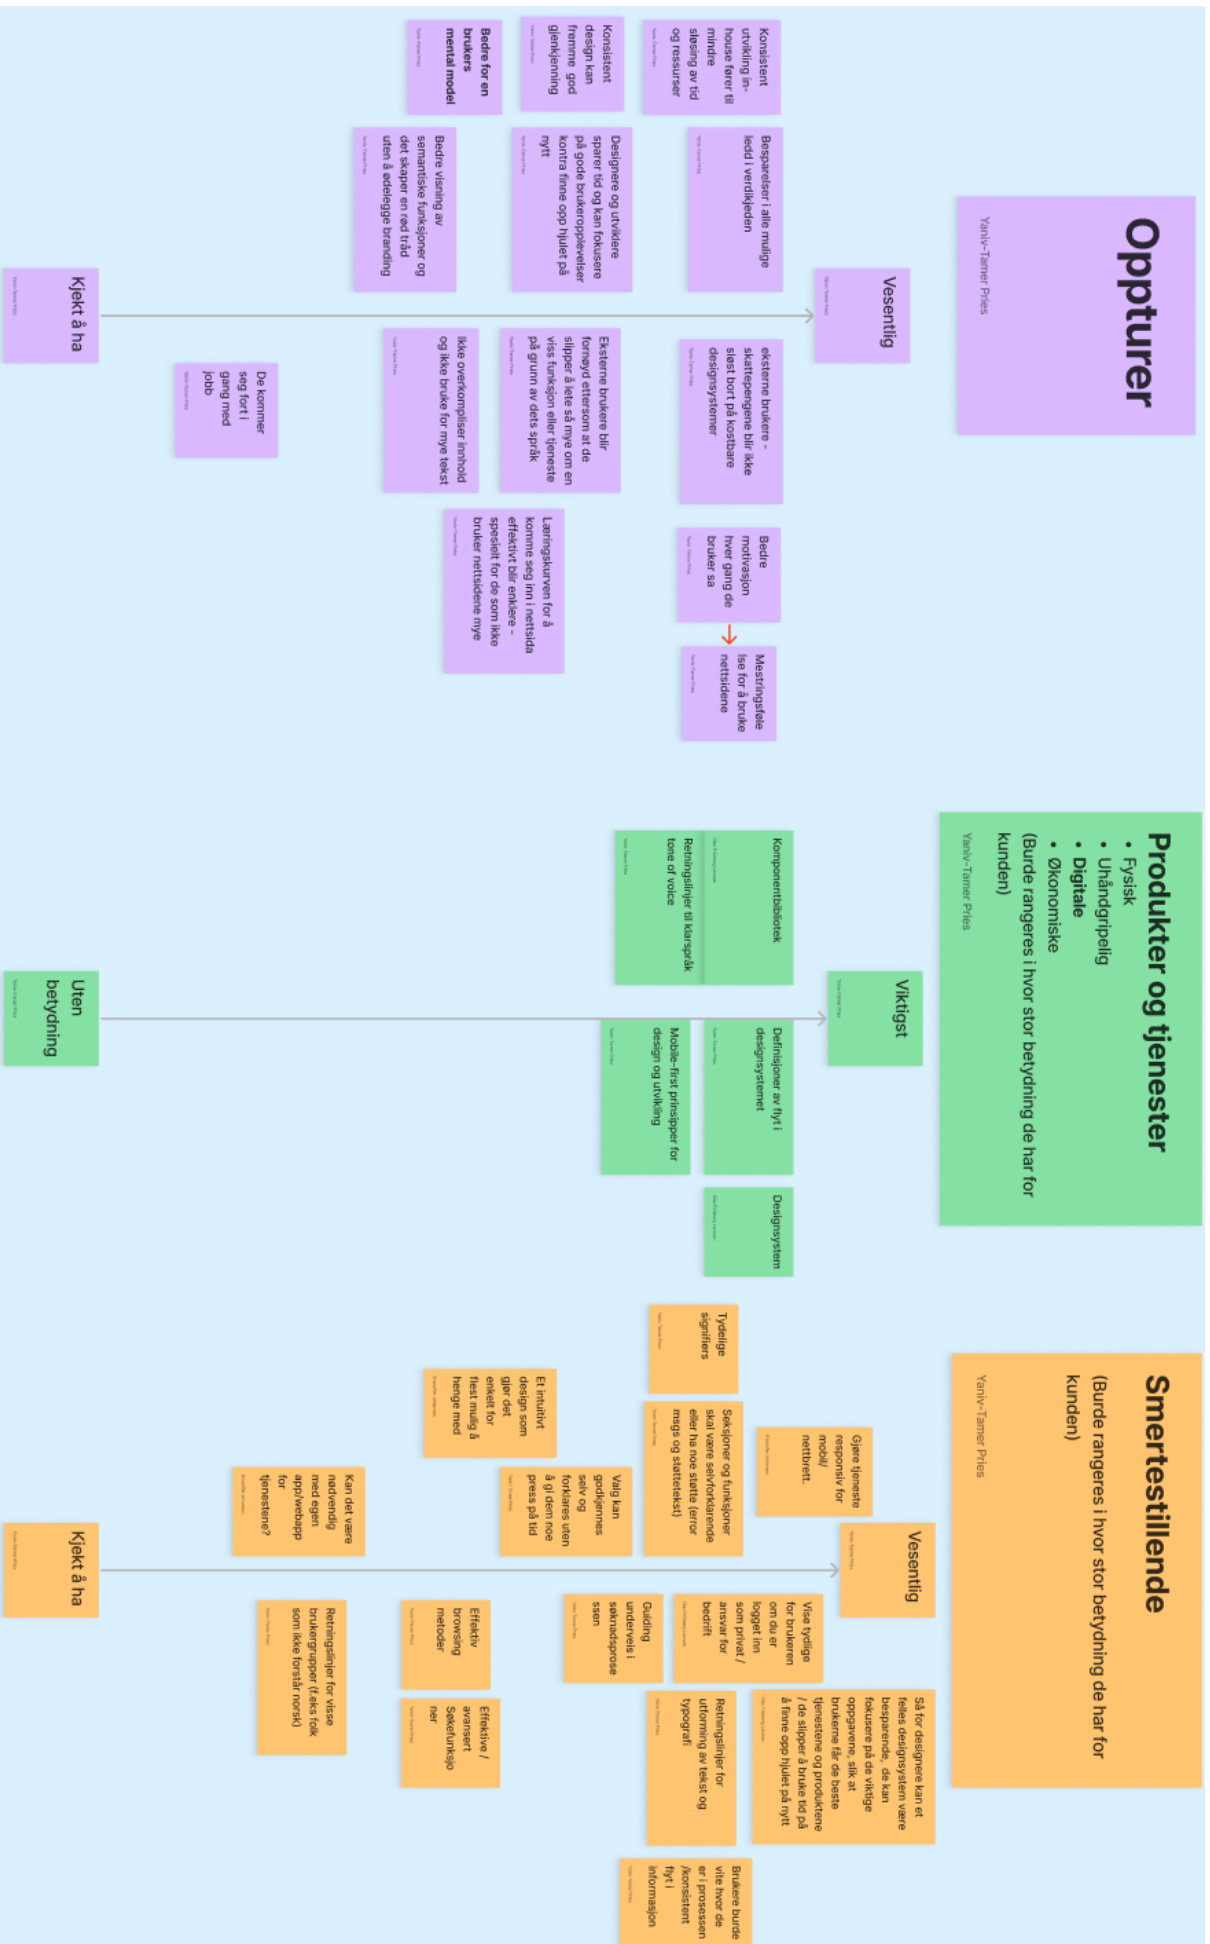 Oppturer
Yaniv-Tamer Pries
Vesentlig
Konsistent
utvikling in-
house fører til
mindre
sløsing av tid
og ressurser
Besparelser i alle mulige
ledd i verdikjeden
eksterne brukere -
skattepengene blir ikke
sløst bort på kostbare
designsystemer
Bedre
motivasjon
hver gang de
bruker sa
Mestringsføle
lse for å bruke
nettsidene
Konsistent
design kan
fremme god
gjenkjenning
Designere og utviklere
sparer tid og kan fokusere
på gode brukeropplevelser
kontra finne opp hjulet på
nytt
Eksterne brukere blir
fornøyd ettersom at de
slipper å lete så mye om en
viss funksjon eller tjeneste
på grunn av dets språk
Læringskurven for å
komme seg inn i nettsida
effektivt blir enklere -
spesielt for de som ikke
bruker nettsidene mye
Bedre for en
brukers
mental model
Bedre visning av
semantiske funksjoner og
det skaper en rød tråd
uten å ødelegge branding
Ikke overkompliser innhold
og ikke bruke for mye tekst
De kommer
seg fort i
gang med
jobb
Kjekt å ha
Produkter og tjenester
• Fysisk
• Uhåndgripelig
• Digitale
• Økonomiske
(Burde rangeres i hvor stor betydning de har for
kunden)
Yaniv-Tamer Pries
Viktigst
Komponentbibliotek
Definisjoner av flyt i
designsystemet
Designsystem
Retningslinjer til klarspråk
tone of voice
Mobile-first prinsipper for
design og utvikling
Uten
betydning
Smertestillende
(Burde rangeres i hvor stor betydning de har for
kunden)
Yaniv-Tamer Pries
Vesentlig
Gjøre tjeneste
responsiv for
mobil/
nettbrett.
Så for designere kan et
felles designsystem være
besparende, de kan
fokusere på de viktige
oppgavene, slik at
brukerne får de beste
tjenestene og produktene
/ de slipper å bruke tid på
å finne opp hjulet på nytt
Vise tydlige
for brukeren
om du er
logget inn
som privat /
ansvar for
bedrift
Tydelige
signifiers
Seksjoner og funksjoner
skal være selvforklarende
eller ha noe støtte (error
msgs og støttetekst)
Retningslinjer for
utforming av tekst og
typografi
Brukere burde
vite hvor de
er i prosessen
/konsistent
flyt i
informasjon
Guiding
underveis i
søknadsprose
ssen
Valg kan
godkjennes
selv og
forklares uten
å gi dem noe
press på tid
Et intuitivt
design som
gjør det
enkelt for
flest mulig å
henge med
Effektiv
browsing
metoder
Effektive /
avansert
Søkefunksjo
ner
Kan det være
nødvendig
med egen
app/webapp
for
tjenestene?
Retningslinjer for visse
brukergrupper (f.eks folk
som ikke forstår norsk)
Kjekt å ha